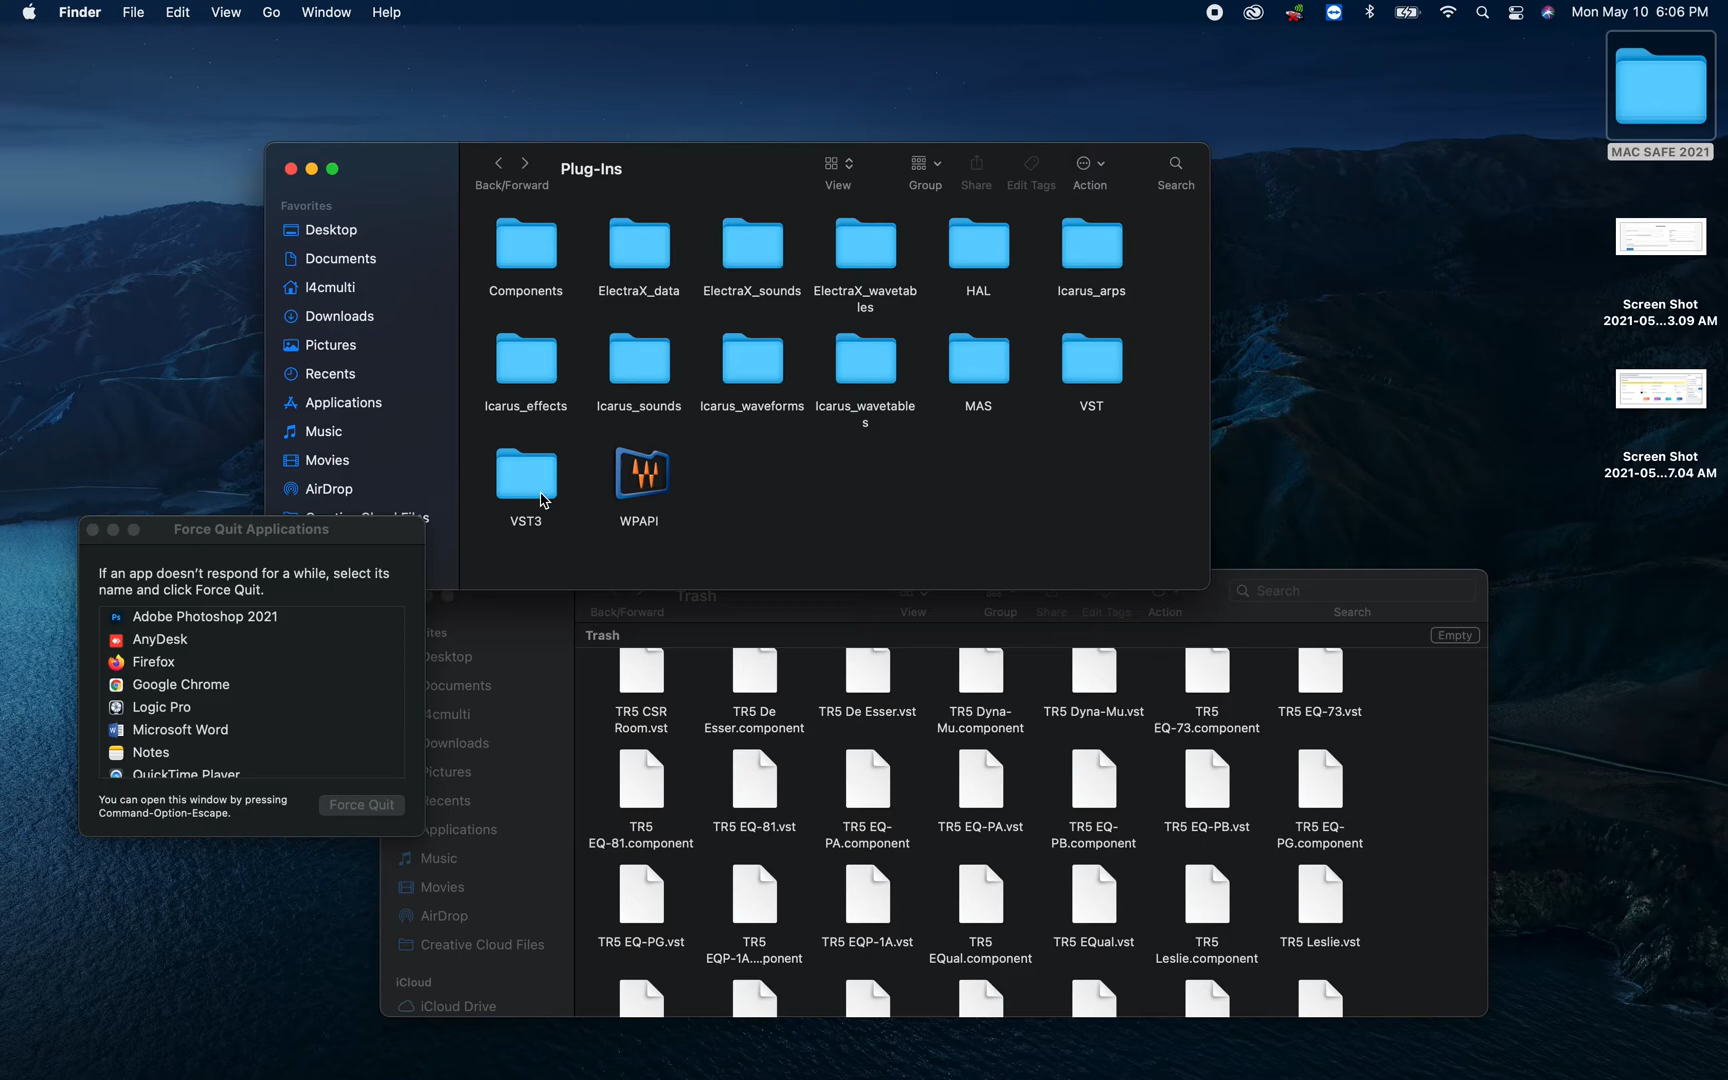 Finder File Edit View Go Window Help
Mon May 10 6:06 PM
MAC SAFE 2021
Screen Shot
2021-05...3.09 AM
Screen Shot
2021-05...7.04 AM
Back/Forward
Plug-Ins
View
Group
Share
Edit Tags
Action
Search
Favorites
Desktop
Documents
l4cmulti
Downloads
Pictures
Recents
Applications
Music
Movies
AirDrop
Components
ElectraX_data
ElectraX_sounds
ElectraX_wavetab
les
HAL
Icarus_arps
Icarus_effects
Icarus_sounds
Icarus_waveforms
Icarus_wavetable
s
MAS
VST
VST3
WPAPI
Force Quit Applications
If an app doesn't respond for a while, select its
name and click Force Quit.
Ps Adobe Photoshop 2021
AnyDesk
Firefox
Google Chrome
Logic Pro
Microsoft Word
Notes
QuickTime Player
You can open this window by pressing
Command-Option-Escape.
Force Quit
Trash
Back/Forward
View
Group
Share
Edit Tags
Action
Search
Search
Trash
Empty
ites
Desktop
Documents
4cmulti
Downloads
Pictures
Recents
Applications
Music
Movies
AirDrop
Creative Cloud Files
iCloud
iCloud Drive
TR5 CSR
Room.vst
TR5 De
Esser.component
TR5 De Esser.vst
TR5 Dyna-
Mu.component
TR5 Dyna-Mu.vst
TR5
EQ-73.component
TR5 EQ-73.vst
TR5
EQ-81.component
TR5 EQ-81.vst
TR5 EQ-
PA.component
TR5 EQ-PA.vst
TR5 EQ-
PB.component
TR5 EQ-PB.vst
TR5 EQ-
PG.component
TR5 EQ-PG.vst
TR5
EQP-1A....ponent
TR5 EQP-1A.vst
TR5
EQual.component
TR5 EQual.vst
TR5
Leslie.component
TR5 Leslie.vst